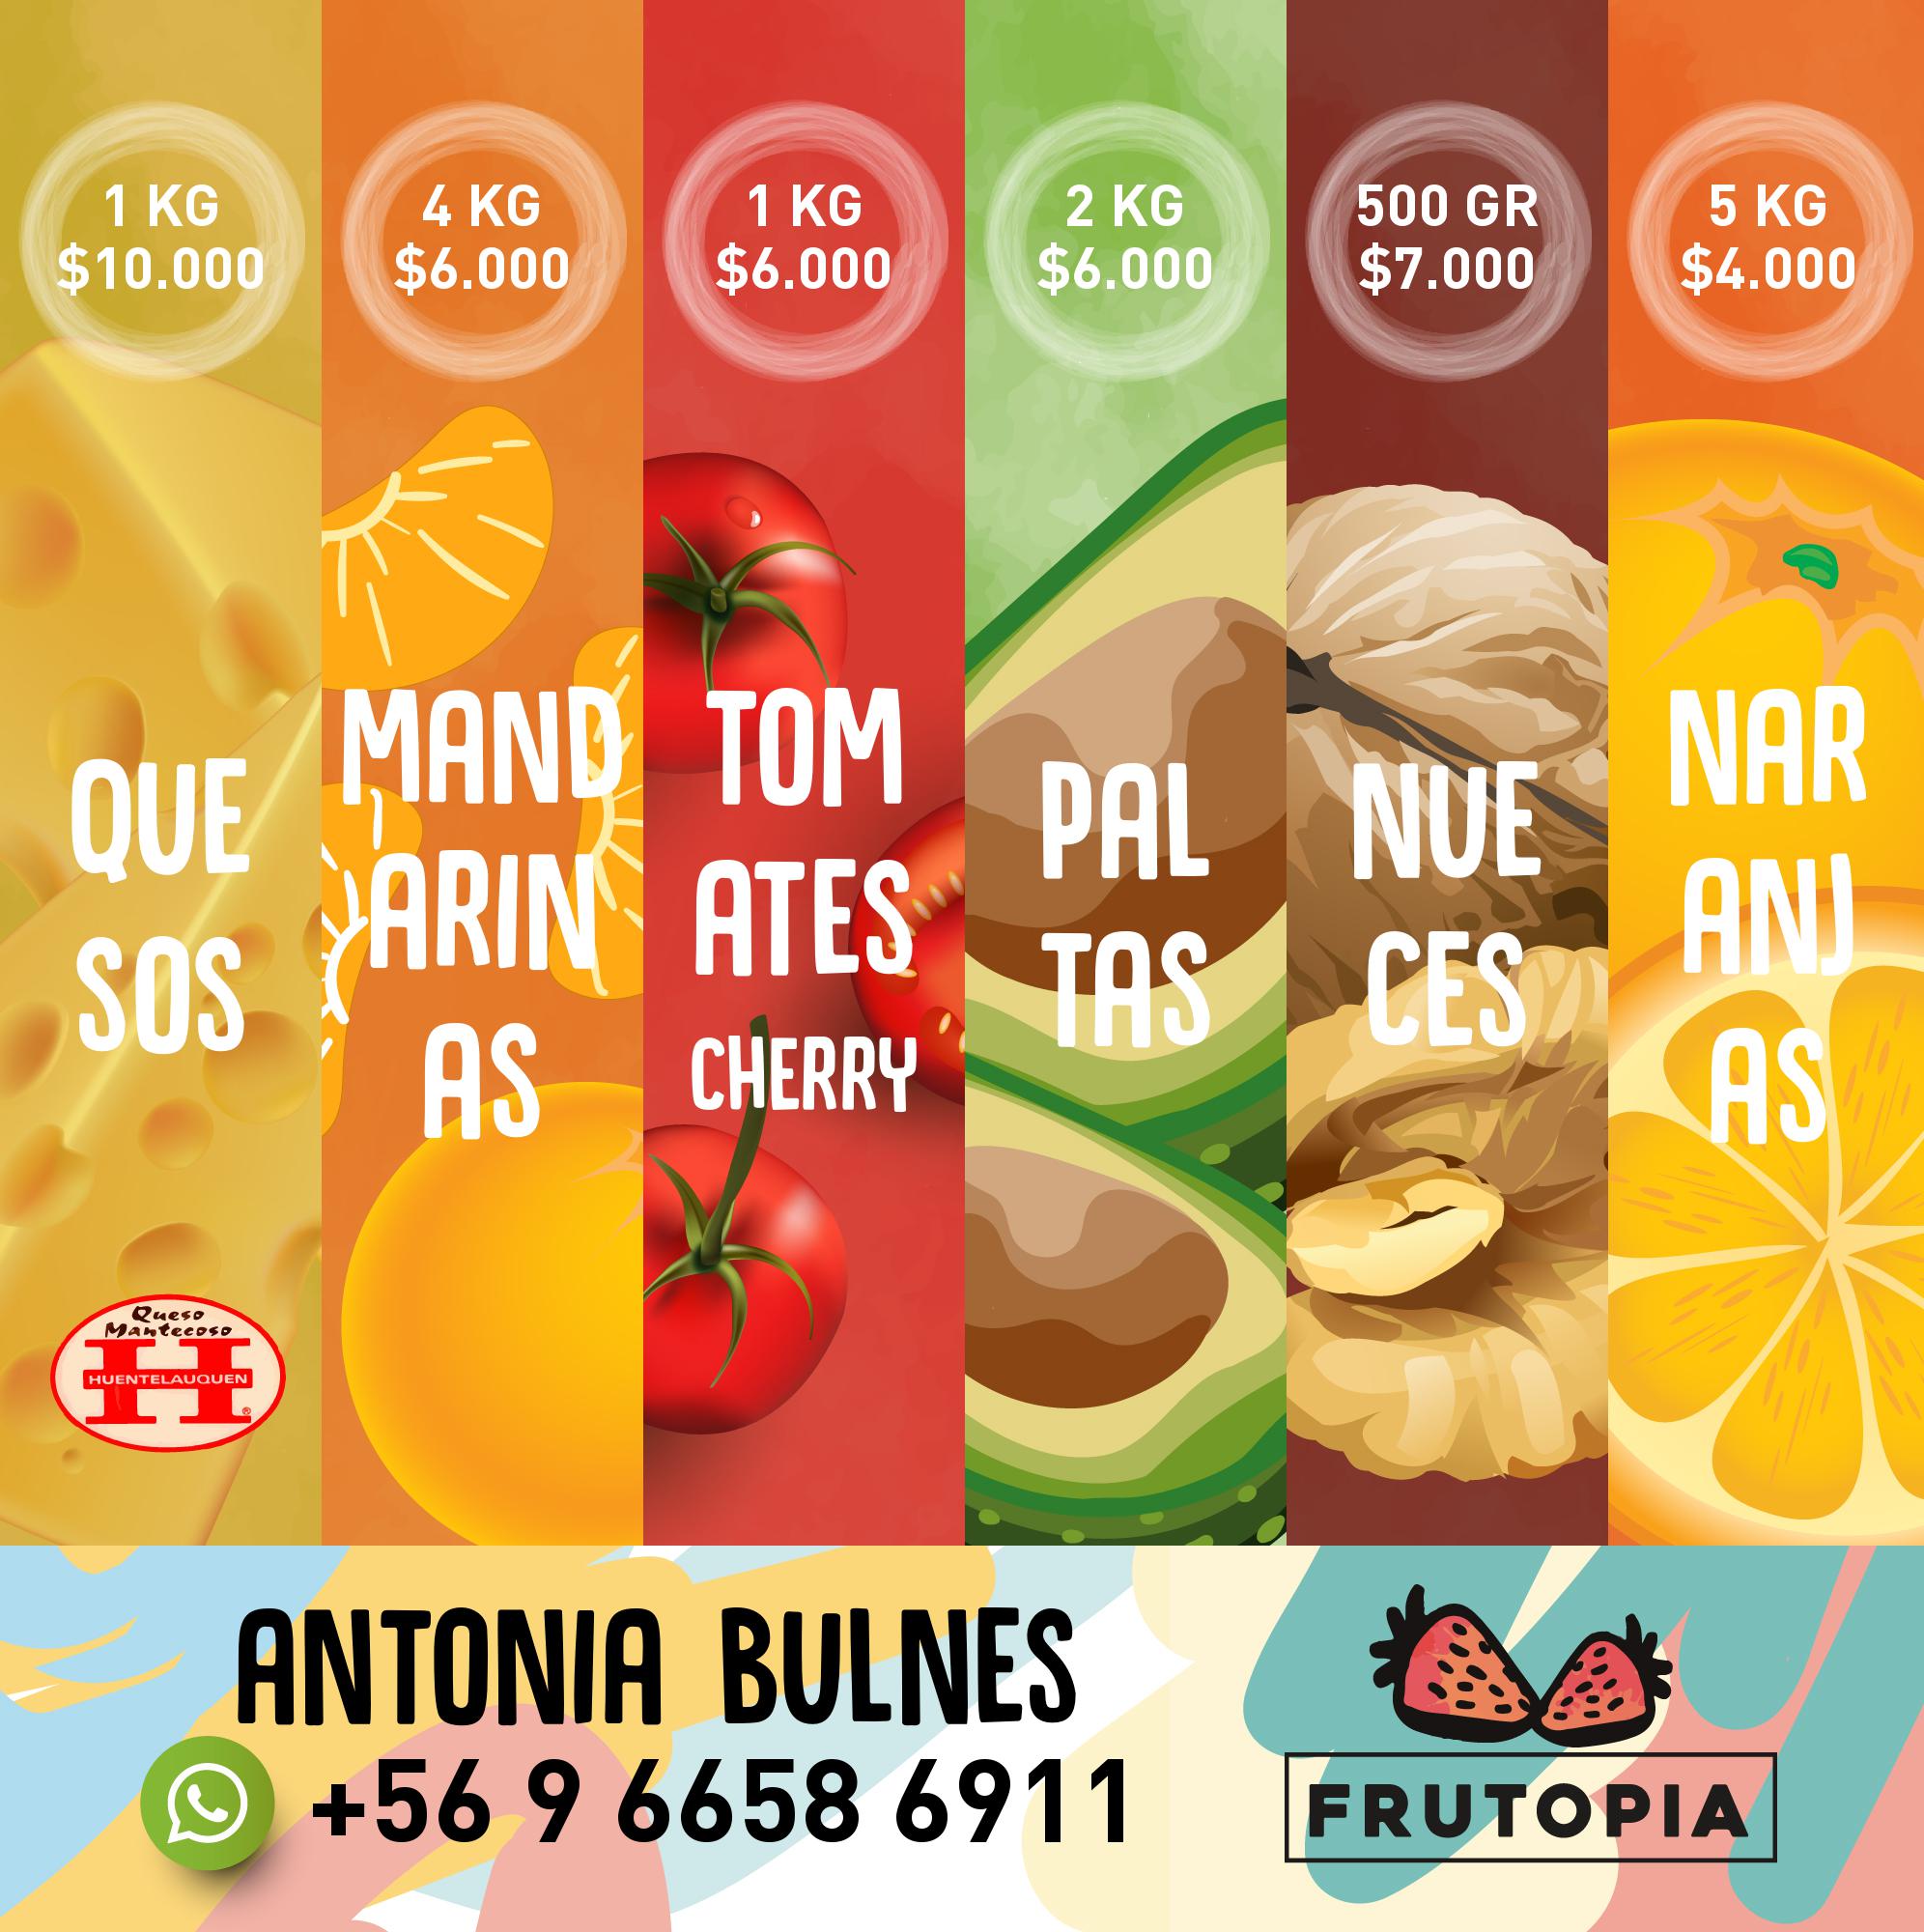 1 KG
$10.000
QUE
SOS
Queso
Mantecoso
H
HUENTELAUQUEN
®
4 KG
$6.000
MAND
ARIN
AS
1 KG
$6.000
TOM
ATES
CHERRY
2 KG
$6.000
PAL
TAS
500 GR
$7.000
NUE
CES
5 KG
$4.000
NAR
ANJ
AS
ANTONIA BULNES
+56 9 6658 6911
FRUTOPIA